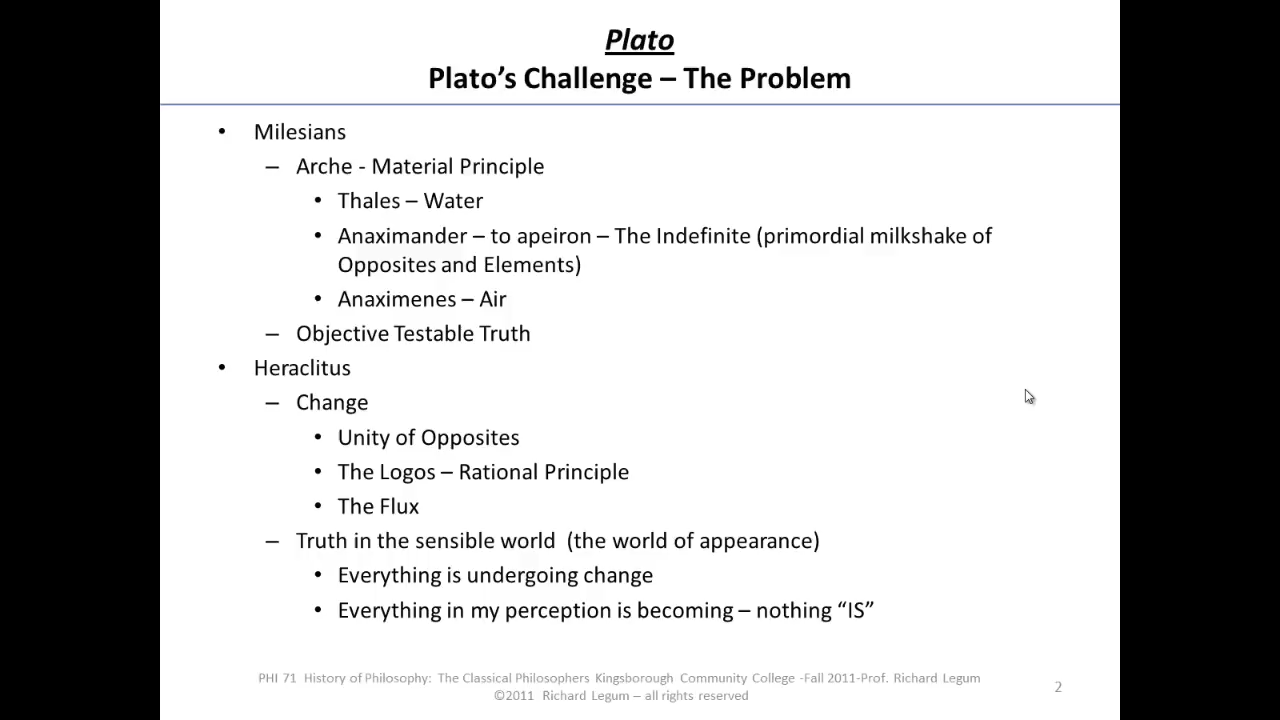 Plato
Plato’s Challenge – The Problem
• Milesians
– Arche - Material Principle
• Thales – Water
• Anaximander – to apeiron – The Indefinite (primordial milkshake of
Opposites and Elements)
• Anaximenes – Air
– Objective Testable Truth
• Heraclitus
– Change
• Unity of Opposites
• The Logos – Rational Principle
• The Flux
– Truth in the sensible world (the world of appearance)
• Everything is undergoing change
• Everything in my perception is becoming – nothing “IS”
PHI 71 History of Philosophy: The Classical Philosophers Kingsborough Community College -Fall 2011-Prof. Richard Legum
©2011 Richard Legum – all rights reserved
2